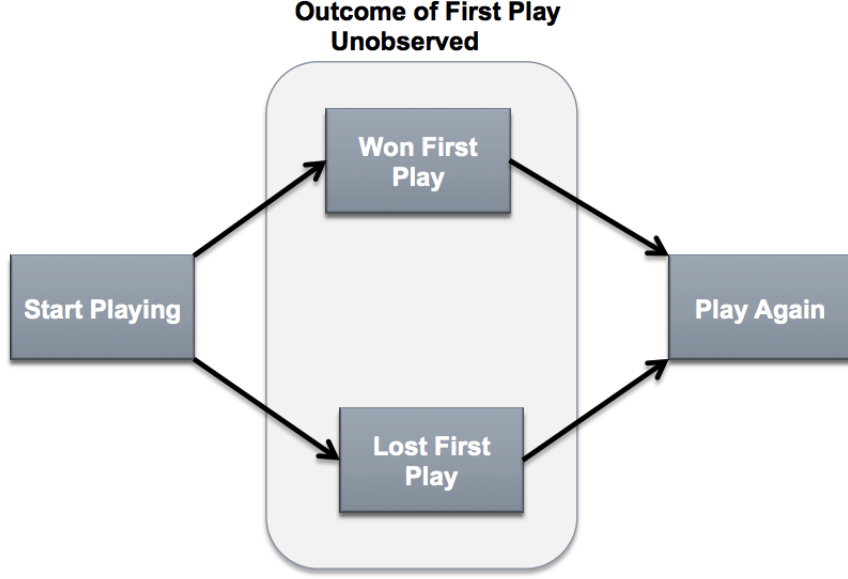 Outcome of First Play
Unobserved
Won First
Play
Start Playing
Play Again
Lost First
Play